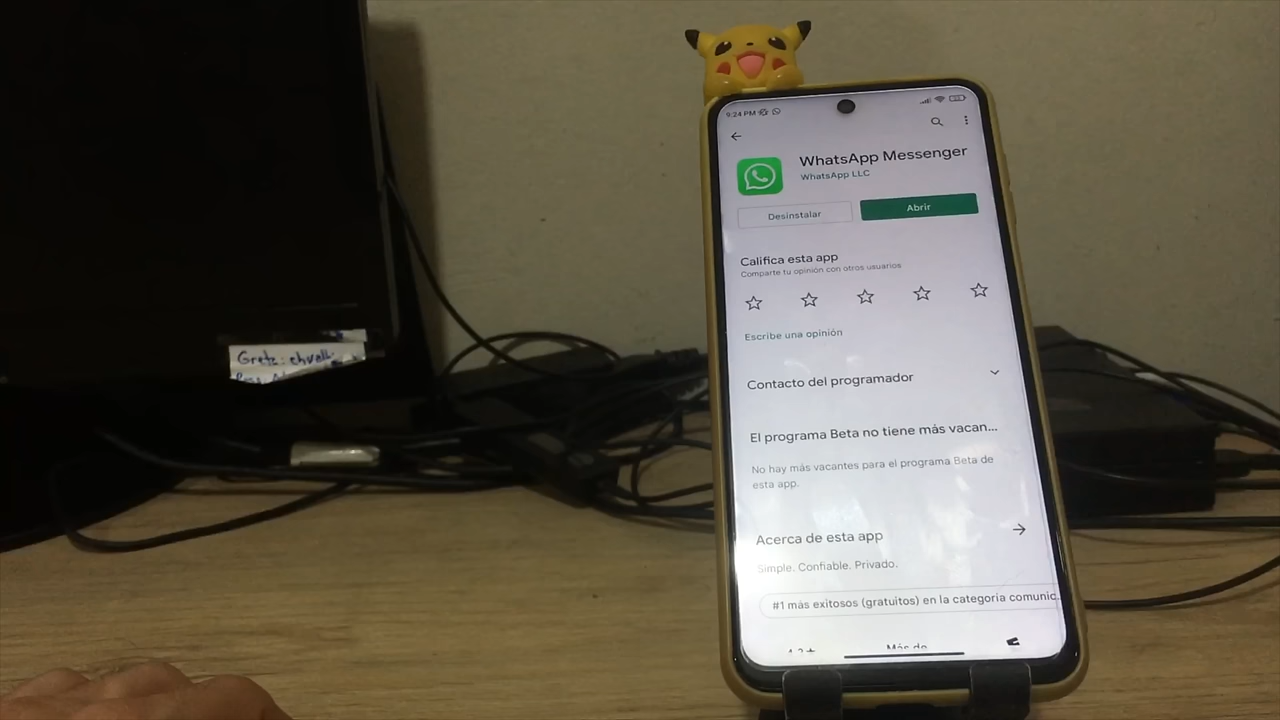 9:24 PM
WhatsApp Messenger
WhatsApp LLC
Desinstalar
Abrir
Califica esta app
Comparte tu opinión con otros usuarios
Escribe una opinión
Contacto del programador
El programa Beta no tiene más vacan...
No hay más vacantes para el programa Beta de
esta app.
Acerca de esta app
Simple. Confiable. Privado.
#1 más exitosos (gratuitos) en la categoría comunic...
Más de